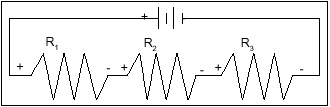 +
R1 R2 R3
+ - + - + -